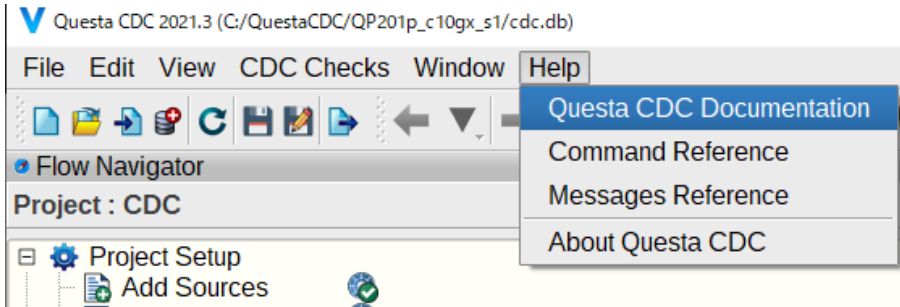 Questa CDC 2021.3 (C:/QuestaCDC/QP201p_c10gx_s1/cdc.db)
File Edit View CDC Checks Window Help
Questa CDC Documentation
Command Reference
Messages Reference
About Questa CDC
Flow Navigator
Project : CDC
Project Setup
Add Sources